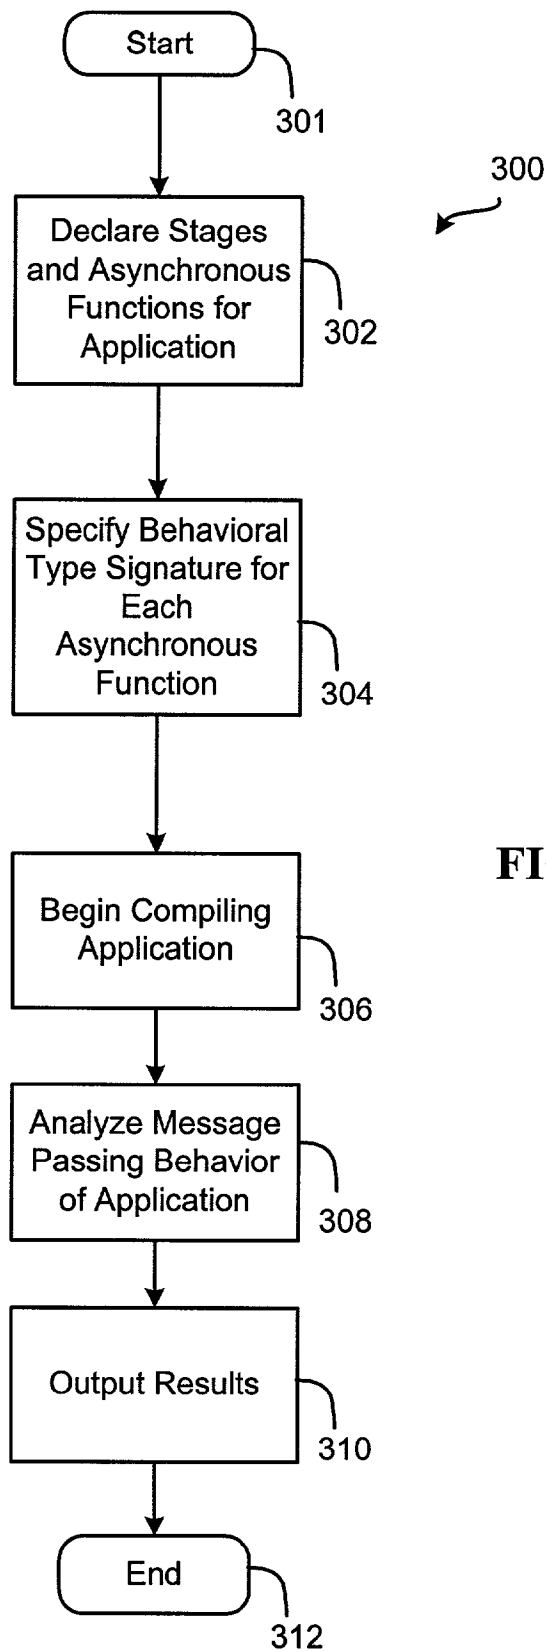 Start
301
300
Declare Stages
and Asynchronous
Functions for
Application
302
Specify Behavioral
Type Signature for
Each
Asynchronous
Function
304
FI
Begin Compiling
Application
306
Analyze Message
Passing Behavior
of Application
308
Output Results
310
End
312